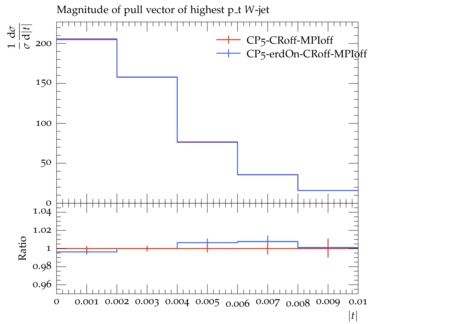 Magnitude of pull vector of highest p_t W-jet
1/σ dσ/d|t|
CP5-CRoff-MPIoff
CP5-erdOn-CRoff-MPIoff
200
150
100
50
0
Ratio
1.04
1.02
1
0.98
0.96
0 0.001 0.002 0.003 0.004 0.005 0.006 0.007 0.008 0.009 0.01
|t|